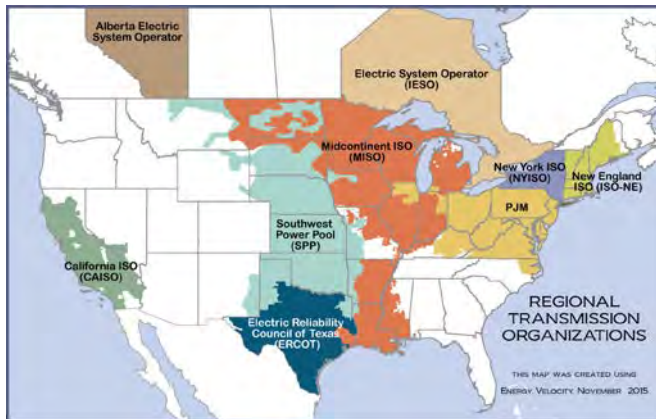 Alberta Electric
System Operator
Electric System Operator
(IESO)
Midcontinent ISO
(MISO)
New York ISO
(NYISO)
New England
ISO (ISO-NE)
PJM
Southwest
Power Pool
(SPP)
California ISO
(CAISO)
Electric Reliability
Council of Texas
(ERCOT)
REGIONAL
TRANSMISSION
ORGANIZATIONS
THIS MAP WAS CREATED USING
ENERGY VELOCITY, NOVEMBER 2015